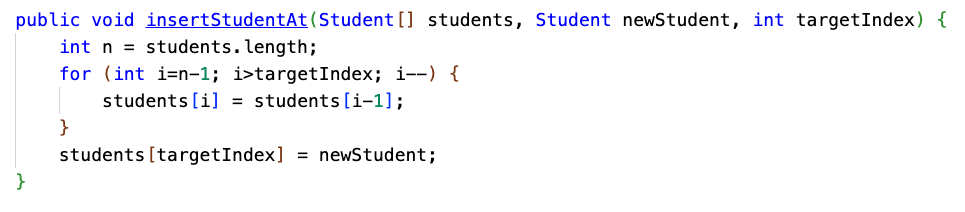 public void insertStudentAt(Student[] students, Student newStudent, int targetIndex) {
    int n = students.length;
    for (int i=n-1; i>targetIndex; i--) {
        students[i] = students[i-1];
    }
    students[targetIndex] = newStudent;
}